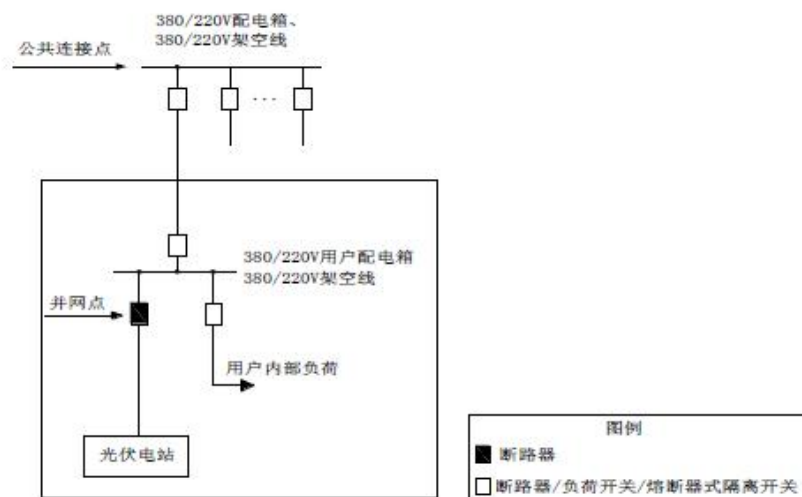 380/220V配电箱、
380/220V架空线
公共连接点
···
380/220V用户配电箱
380/220V架空线
并网点
用户内部负荷
光伏电站
图例
断路器
断路器/负荷开关/熔断器式隔离开关